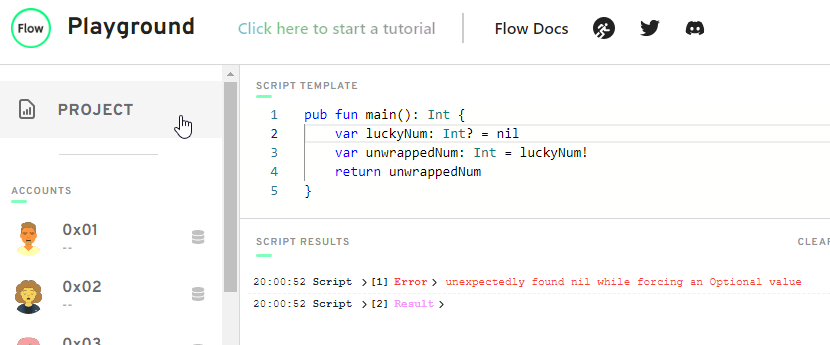 Flow
Playground
Click here to start a tutorial
Flow Docs
PROJECT
ACCOUNTS
0x01
--
0x02
--
0x03
SCRIPT TEMPLATE
1 pub fun main(): Int {
2 var luckyNum: Int? = nil
3 var unwrappedNum: Int = luckyNum!
4 return unwrappedNum
5 }
SCRIPT RESULTS
CLEAR
20:00:52 Script > [1] Error > unexpectedly found nil while forcing an Optional value
20:00:52 Script > [2] Result >